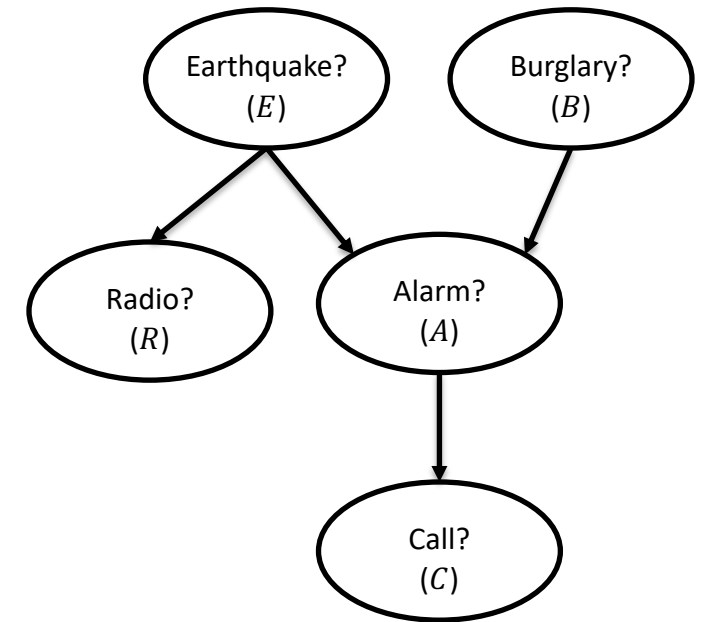 Earthquake?
(E)
Burglary?
(B)
Radio?
(R)
Alarm?
(A)
Call?
(C)